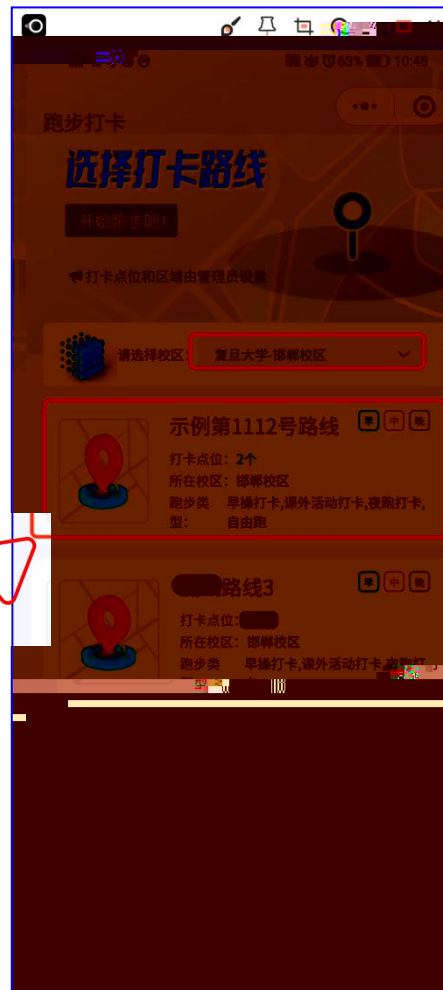 63% 10:48
跑步打卡
选择打卡路线
开始跑步吧!
打卡点位和区域由管理员设置
请选择校区: 复旦大学-邯郸校区
示例第1112号路线 早 中 晚
打卡点位: 2个
所在校区: 邯郸校区
跑步类型: 早操打卡,课外活动打卡,夜跑打卡,
自由跑
路线3 早 中 晚
打卡点位:
所在校区: 邯郸校区
跑步类 早操打卡,课外活动打卡,夜跑打